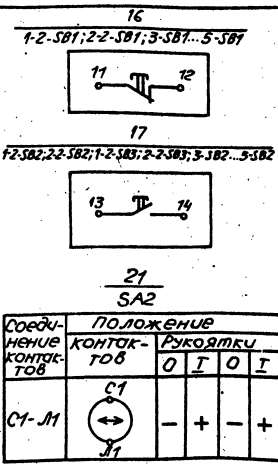 16
1-2-SB1; 2-2-SB1; 3-SB1...5-SB1
11 12
17
1-2-SB2; 2-2-SB2; 1-2-SB3; 2-2-SB3; 3-SB2...5-SB2
13 14
21
SA2
Соеди-
нение
контак-
тов
Положение
контак-
тов
Рукоятки
0 I 0 I
С1-Л1
С1
Л1
- + - +